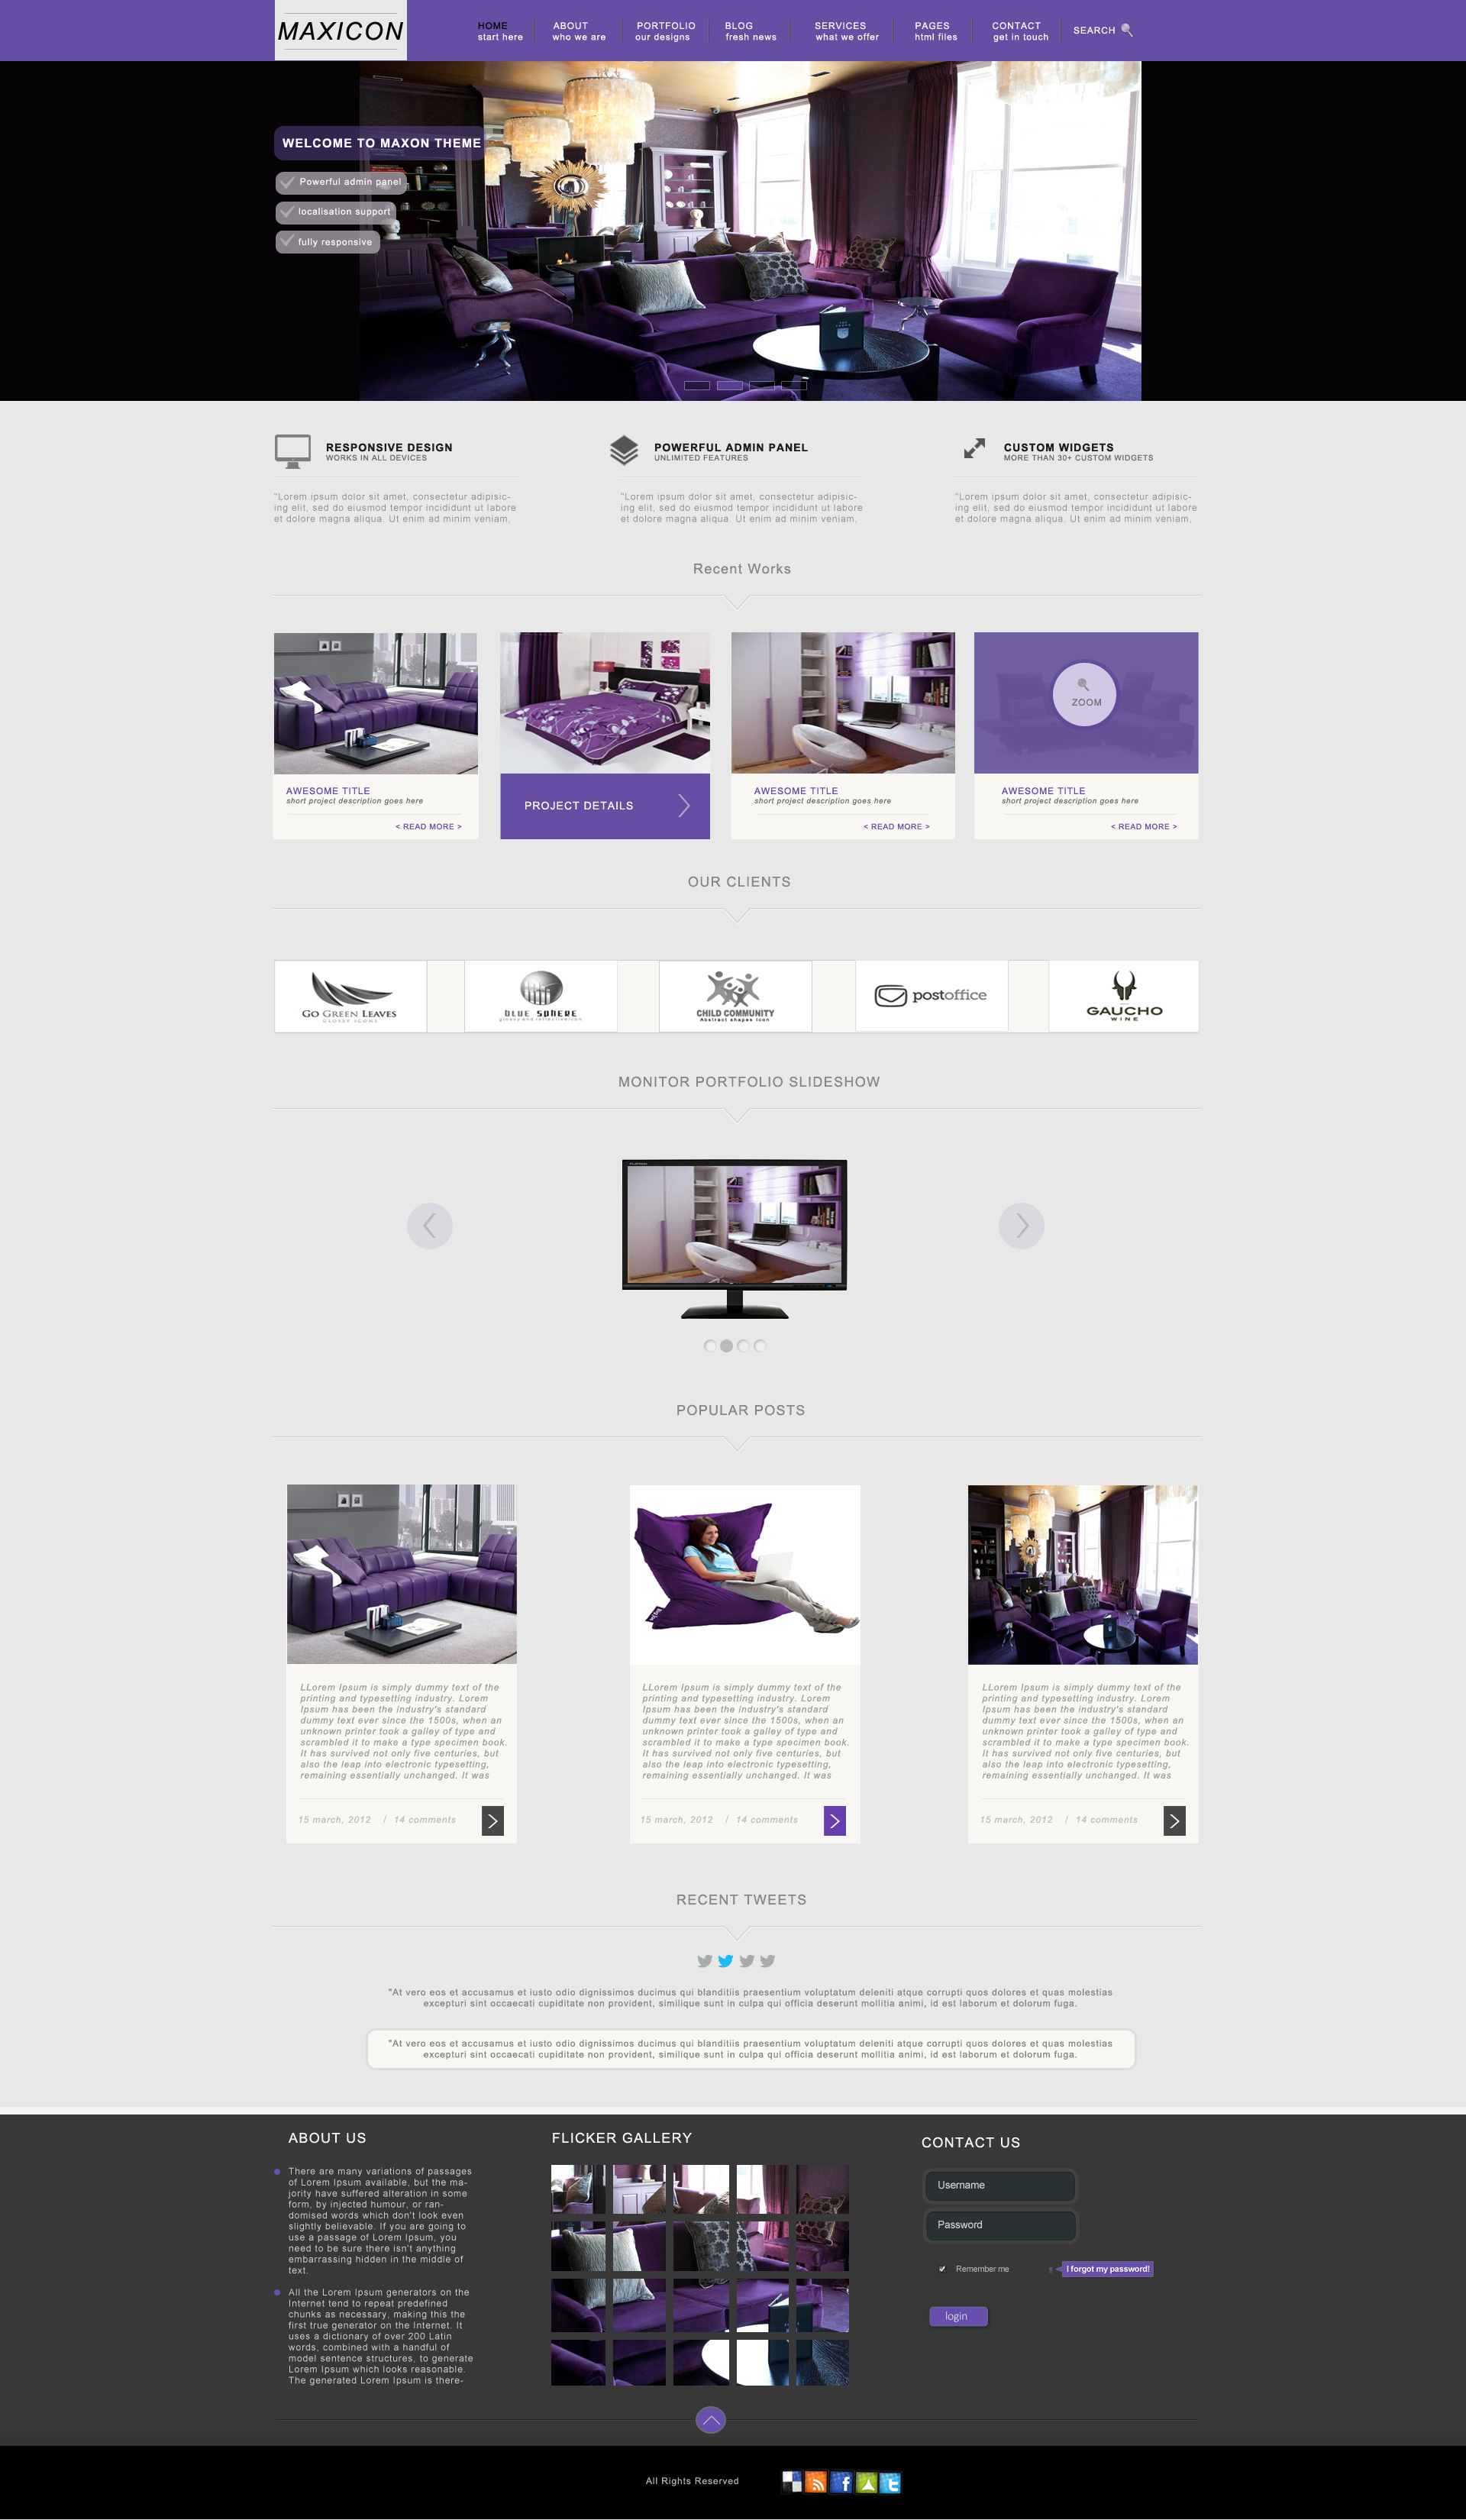 MAXICON
HOME
start here
ABOUT
who we are
PORTFOLIO
our designs
BLOG
fresh news
SERVICES
what we offer
PAGES
html files
CONTACT
get in touch
SEARCH
WELCOME TO MAXON THEME
Powerful admin panel
localisation support
fully responsive
RESPONSIVE DESIGN
WORKS IN ALL DEVICES
"Lorem ipsum dolor sit amet, consectetur adipisic-
ing elit, sed do eiusmod tempor incididunt ut labore
et dolore magna aliqua. Ut enim ad minim veniam,
POWERFUL ADMIN PANEL
UNLIMITED FEATURES
"Lorem ipsum dolor sit amet, consectetur adipisic-
ing elit, sed do eiusmod tempor incididunt ut labore
et dolore magna aliqua. Ut enim ad minim veniam,
CUSTOM WIDGETS
MORE THAN 30+ CUSTOM WIDGETS
"Lorem ipsum dolor sit amet, consectetur adipisic-
ing elit, sed do eiusmod tempor incididunt ut labore
et dolore magna aliqua. Ut enim ad minim veniam,
Recent Works
AWESOME TITLE
short project description goes here
< READ MORE >
PROJECT DETAILS
AWESOME TITLE
short project description goes here
< READ MORE >
ZOOM
AWESOME TITLE
short project description goes here
< READ MORE >
OUR CLIENTS
GO GREEN LEAVES
GLOSSY ICONS
BLUE SPHERE
CHILD COMMUNITY
Abstract shapes icon
postoffice
GAUCHO
WINE
MONITOR PORTFOLIO SLIDESHOW
POPULAR POSTS
LLorem Ipsum is simply dummy text of the
printing and typesetting industry. Lorem
Ipsum has been the industry's standard
dummy text ever since the 1500s, when an
unknown printer took a galley of type and
scrambled it to make a type specimen book.
It has survived not only five centuries, but
also the leap into electronic typesetting,
remaining essentially unchanged. It was
15 march, 2012 / 14 comments
LLorem Ipsum is simply dummy text of the
printing and typesetting industry. Lorem
Ipsum has been the industry's standard
dummy text ever since the 1500s, when an
unknown printer took a galley of type and
scrambled it to make a type specimen book.
It has survived not only five centuries, but
also the leap into electronic typesetting,
remaining essentially unchanged. It was
15 march, 2012 / 14 comments
LLorem Ipsum is simply dummy text of the
printing and typesetting industry. Lorem
Ipsum has been the industry's standard
dummy text ever since the 1500s, when an
unknown printer took a galley of type and
scrambled it to make a type specimen book.
It has survived not only five centuries, but
also the leap into electronic typesetting,
remaining essentially unchanged. It was
15 march, 2012 / 14 comments
RECENT TWEETS
"At vero eos et accusamus et iusto odio dignissimos ducimus qui blanditiis praesentium voluptatum deleniti atque corrupti quos dolores et quas molestias
excepturi sint occaecati cupiditate non provident, similique sunt in culpa qui officia deserunt mollitia animi, id est laborum et dolorum fuga.
"At vero eos et accusamus et iusto odio dignissimos ducimus qui blanditiis praesentium voluptatum deleniti atque corrupti quos dolores et quas molestias
excepturi sint occaecati cupiditate non provident, similique sunt in culpa qui officia deserunt mollitia animi, id est laborum et dolorum fuga.
ABOUT US
There are many variations of passages
of Lorem Ipsum available, but the ma-
jority have suffered alteration in some
form, by injected humour, or ran-
domised words which don't look even
slightly believable. If you are going to
use a passage of Lorem Ipsum, you
need to be sure there isn't anything
embarrassing hidden in the middle of
text.
All the Lorem Ipsum generators on the
Internet tend to repeat predefined
chunks as necessary, making this the
first true generator on the Internet. It
uses a dictionary of over 200 Latin
words, combined with a handful of
model sentence structures, to generate
Lorem Ipsum which looks reasonable.
The generated Lorem Ipsum is there-
FLICKER GALLERY
CONTACT US
Username
Password
Remember me
I forgot my password!
login
All Rights Reserved